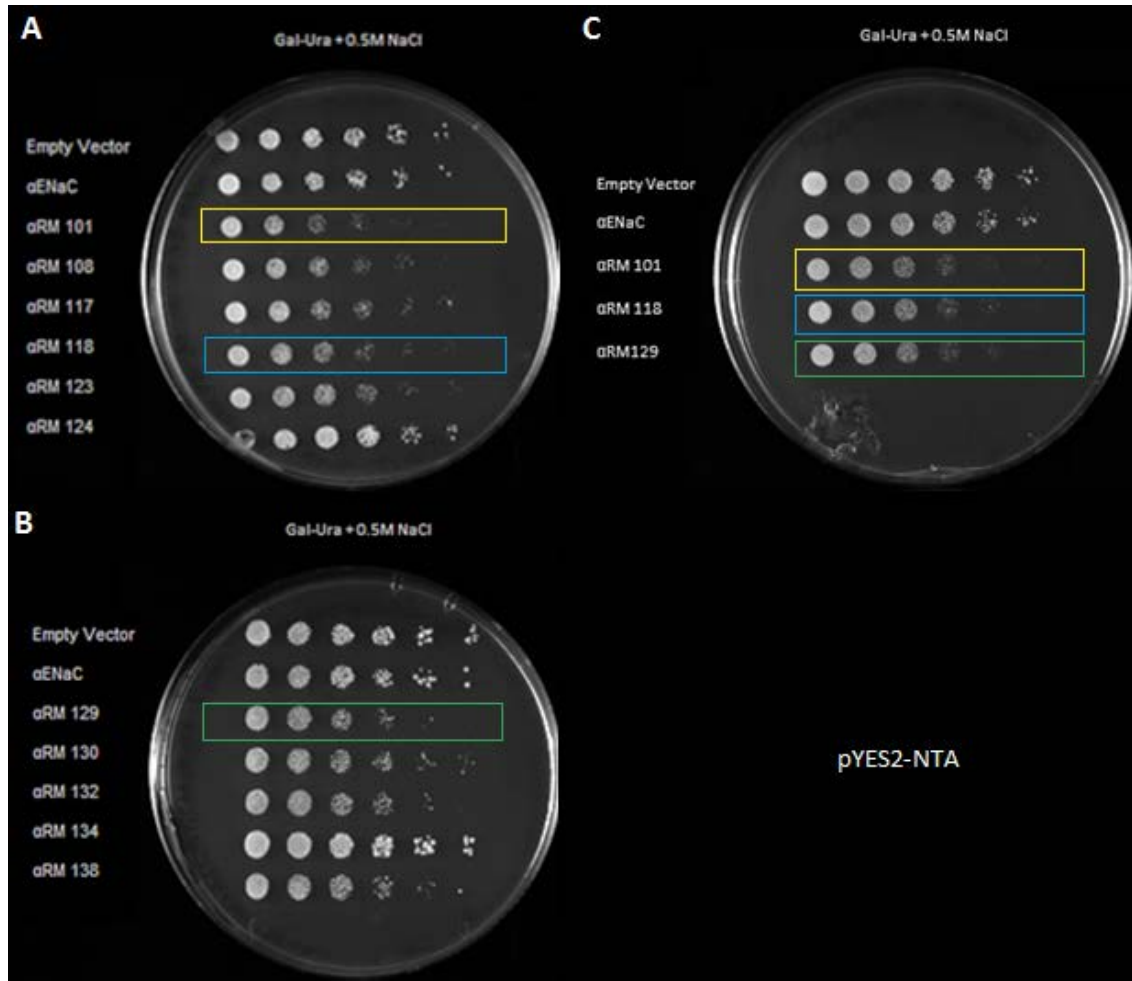 A
Gal-Ura + 0.5M NaCl
Empty Vector
αENaC
αRM 101
αRM 108
αRM 117
αRM 118
αRM 123
αRM 124
C
Gal-Ura + 0.5M NaCl
Empty Vector
αENaC
αRM 101
αRM 118
αRM129
B
Gal-Ura + 0.5M NaCl
Empty Vector
αENaC
αRM 129
αRM 130
αRM 132
αRM 134
αRM 138
pYES2-NTA